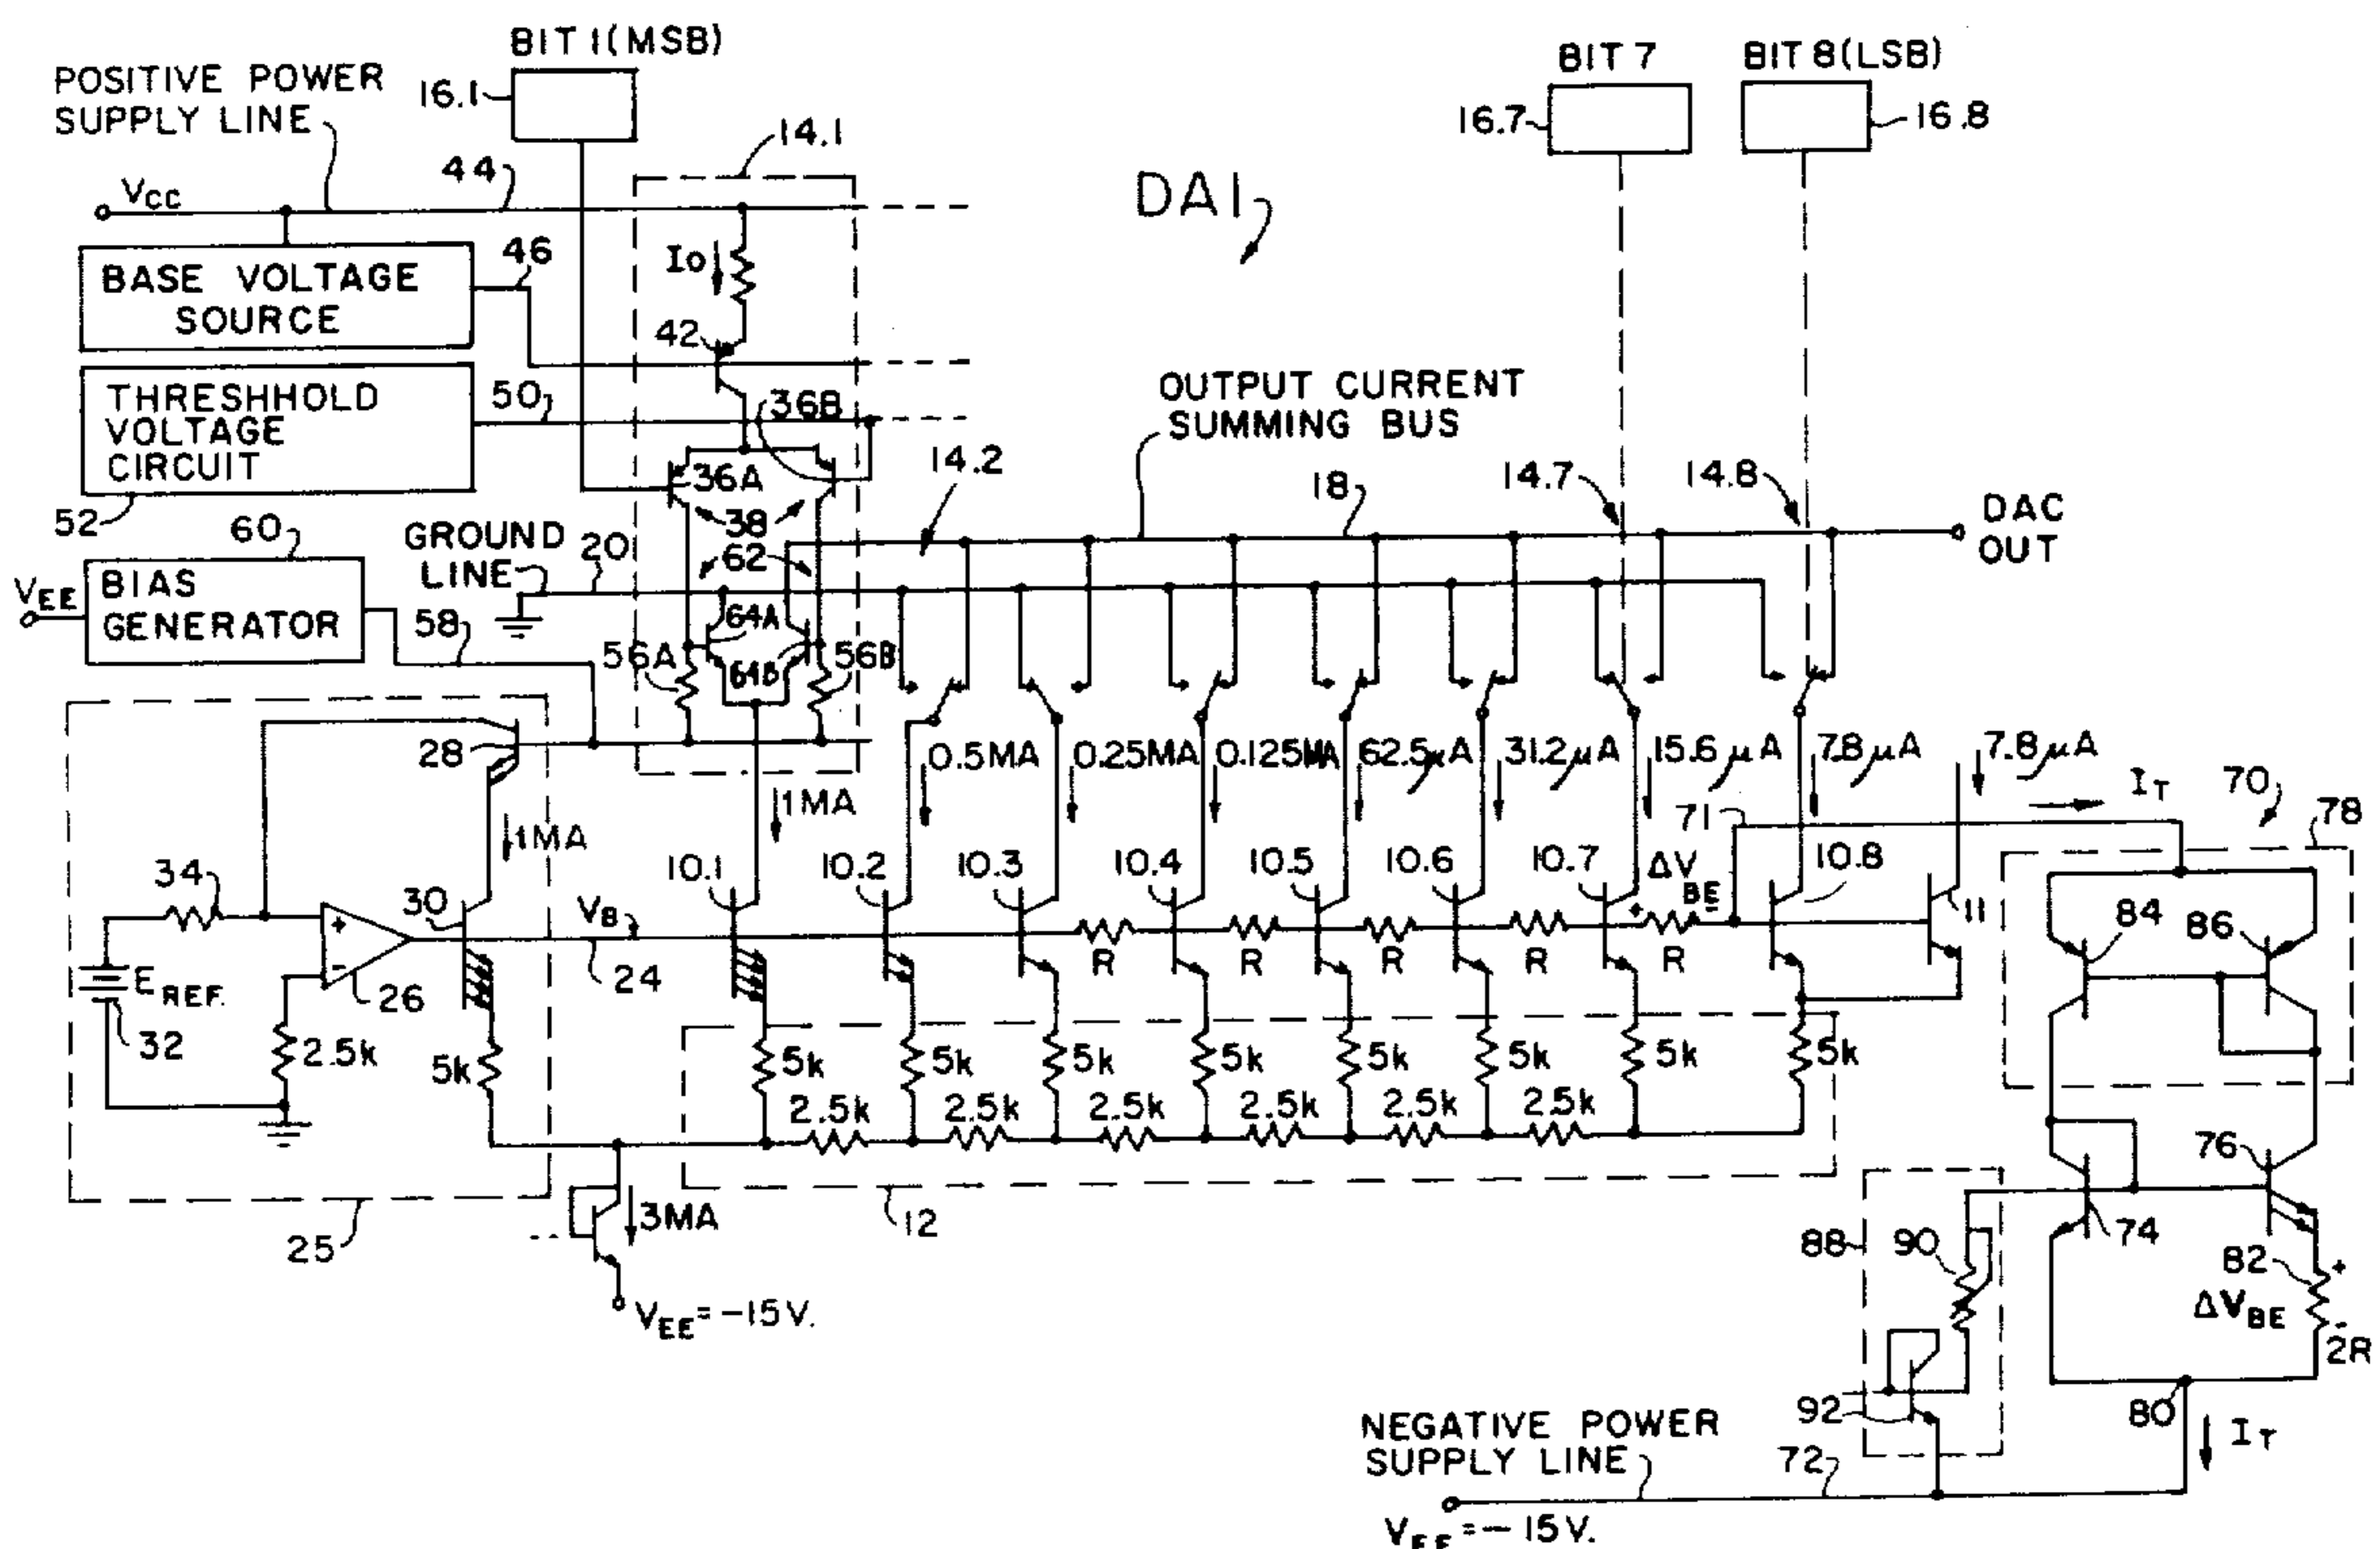 BIT 1(MSB)
BIT 7
BIT 8(LSB)
POSITIVE POWER
SUPPLY LINE
16.1
16.7
16.8
14.1
DA1
44
VCC
46
I0
BASE VOLTAGE
SOURCE
42
THRESHHOLD
VOLTAGE
CIRCUIT
50
36B
OUTPUT CURRENT
SUMMING BUS
36A
14.2
18
14.7
14.8
52
60
38
DAC
OUT
GROUND
LINE
20
62
VEE
BIAS
GENERATOR
58
64A
56A
64B
56B
28
0.5MA
0.25MA
0.125MA
62.5µA
31.2µA
15.6µA
7.8µA
7.8µA
IT
70
78
1MA
1MA
71
34
30
VB
10.1
10.2
10.3
10.4
10.5
10.6
10.7
ΔV
BE
10.8
11
84
86
+
+
-
EREF.
26
24
R
R
R
R
R
32
2.5k
5k
5k
5k
5k
5k
5k
5k
5k
5k
2.5k
2.5k
2.5k
2.5k
2.5k
2.5k
76
25
3MA
12
88
90
74
82
+
ΔVBE
-
2R
VEE=-15V.
92
80
IT
NEGATIVE POWER
SUPPLY LINE
72
VEE=-15V.